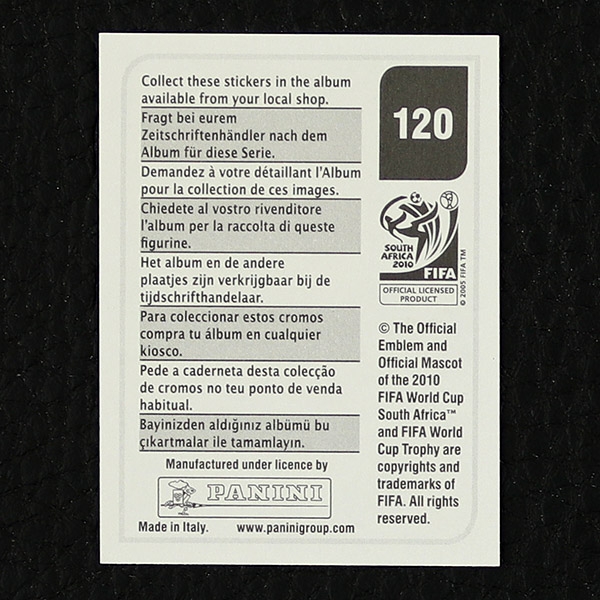 Collect these stickers in the album
available from your local shop.
Fragt bei eurem
Zeitschriftenhändler nach dem
Album für diese Serie.
Demandez à votre détaillant l'Album
pour la collection de ces images.
Chiedete al vostro rivenditore
l'album per la raccolta di queste
figurine.
Het album en de andere
plaatjes zijn verkrijgbaar bij de
tijdschrifthandelaar.
Para coleccionar estos cromos
compra tu álbum en cualquier
kiosco.
Pede a caderneta desta colecção
de cromos no teu ponto de venda
habitual.
Bayinizden aldığınız albümü bu
çıkartmalar ile tamamlayın.
Manufactured under licence by
PANINI
Made in Italy. www.paninigroup.com
120
SOUTH
AFRICA
2010
FIFA
© 2005 FIFA TM
OFFICIAL LICENSED
PRODUCT
© The Official
Emblem and
Official Mascot
of the 2010
FIFA World Cup
South Africa™
and FIFA World
Cup Trophy are
copyrights and
trademarks of
FIFA. All rights
reserved.